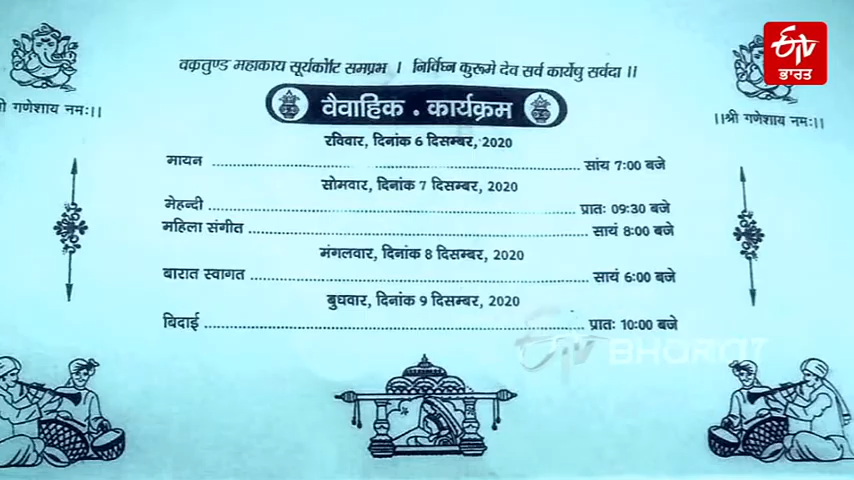 वक्रतुण्ड महाकाय सूर्यकोटि समप्रभ । निर्विघ्न कुरूमे देव सर्व कार्येषु सर्वदा ॥
ETV
ਭਾਰਤ
श्री गणेशाय नमः।।
वैवाहिक . कार्यक्रम
।।श्री गणेशाय नमः।।
रविवार, दिनांक 6 दिसम्बर, 2020
मायन ........................................ सांय 7:00 बजे
सोमवार, दिनांक 7 दिसम्बर, 2020
मेहन्दी ........................................ प्रातः 09:30 बजे
महिला संगीत ........................................ सायं 8:00 बजे
मंगलवार, दिनांक 8 दिसम्बर, 2020
बारात स्वागत ........................................ सायं 6:00 बजे
बुधवार, दिनांक 9 दिसम्बर, 2020
बिदाई ........................................ प्रातः 10:00 बजे
ETV BHARAT